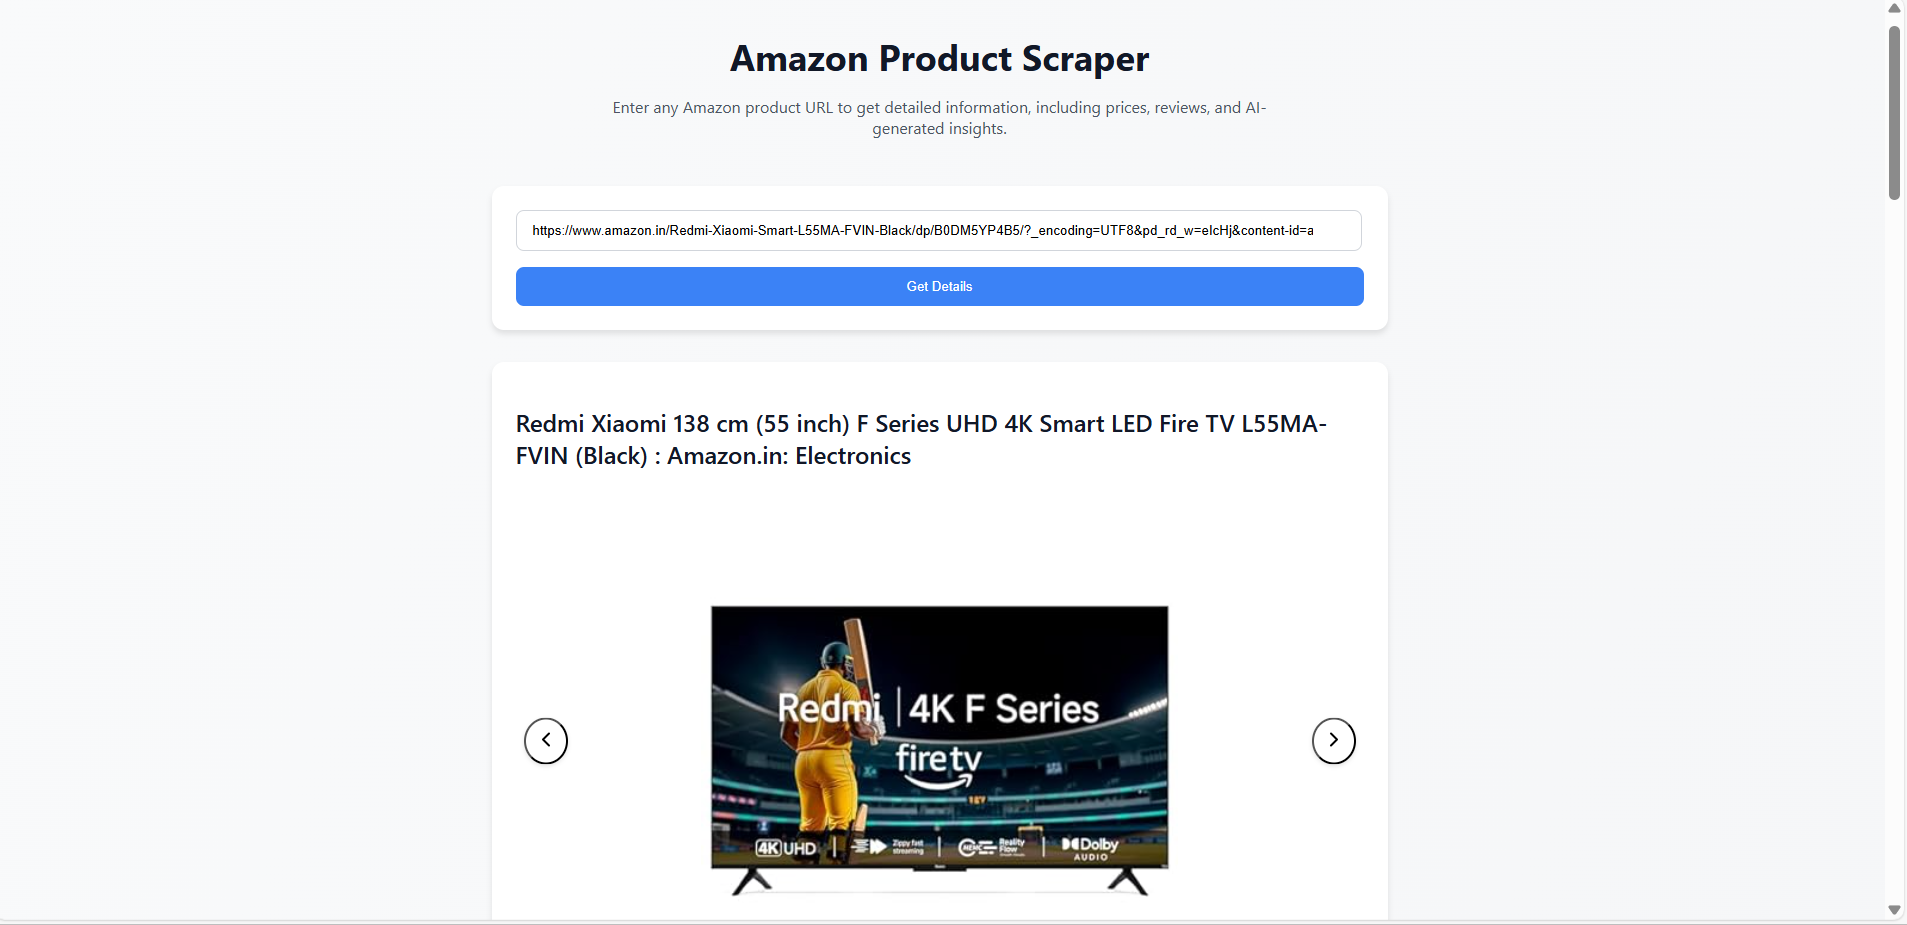 Amazon Product Scraper
Enter any Amazon product URL to get detailed information, including prices, reviews, and AI-
generated insights.
https://www.amazon.in/Redmi-Xiaomi-Smart-L55MA-FVIN-Black/dp/B0DM5YP4B5/?_encoding=UTF8&pd_rd_w=eIcHj&content-id=a
Get Details
Redmi Xiaomi 138 cm (55 inch) F Series UHD 4K Smart LED Fire TV L55MA-
FVIN (Black) : Amazon.in: Electronics
Redmi | 4K F Series
fire tv
4K UHD
Zippy fast
streaming
MEMC
Reality
Flow
Dolby
AUDIO